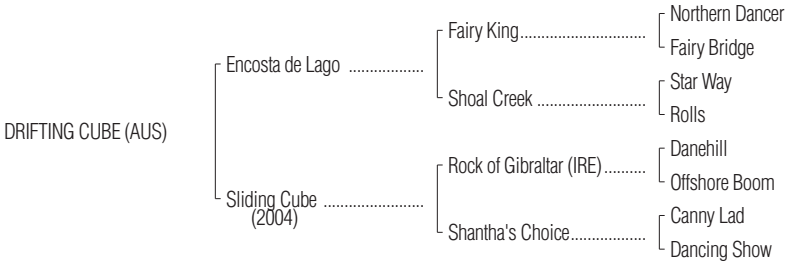 Northern Dancer
Fairy King..............................
Fairy Bridge
Encosta de Lago ..................
Star Way
Shoal Creek ..........................
Rolls
DRIFTING CUBE (AUS)
Danehill
Rock of Gibraltar (IRE)..........
Offshore Boom
Sliding Cube ........................
(2004)
Canny Lad
Shantha's Choice..................
Dancing Show